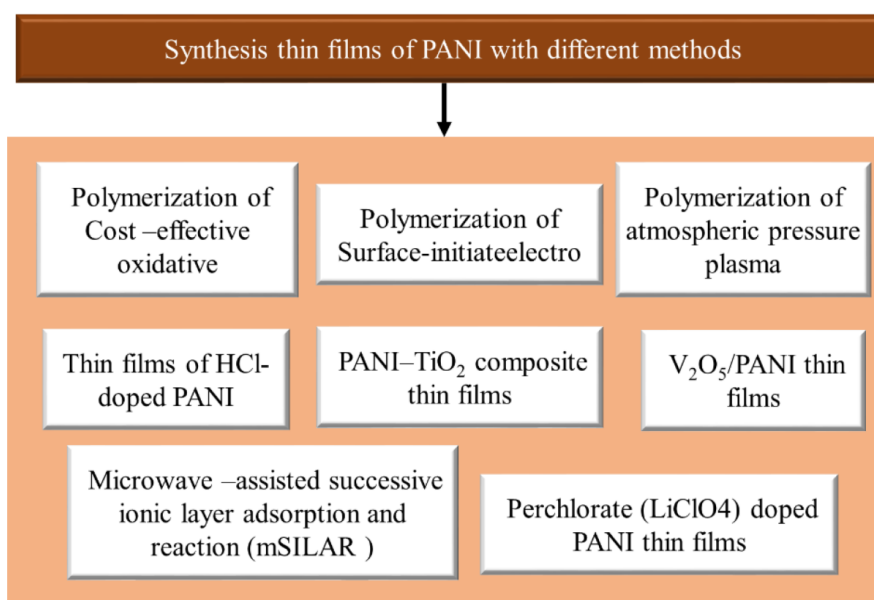 Synthesis thin films of PANI with different methods
Polymerization of
Cost –effective
oxidative
Polymerization of
Surface-initiateelectro
Polymerization of
atmospheric pressure
plasma
Thin films of HCl-
doped PANI
PANI–TiO₂ composite
thin films
V₂O₅/PANI thin
films
Microwave –assisted successive
ionic layer adsorption and
reaction (mSILAR )
Perchlorate (LiClO4) doped
PANI thin films